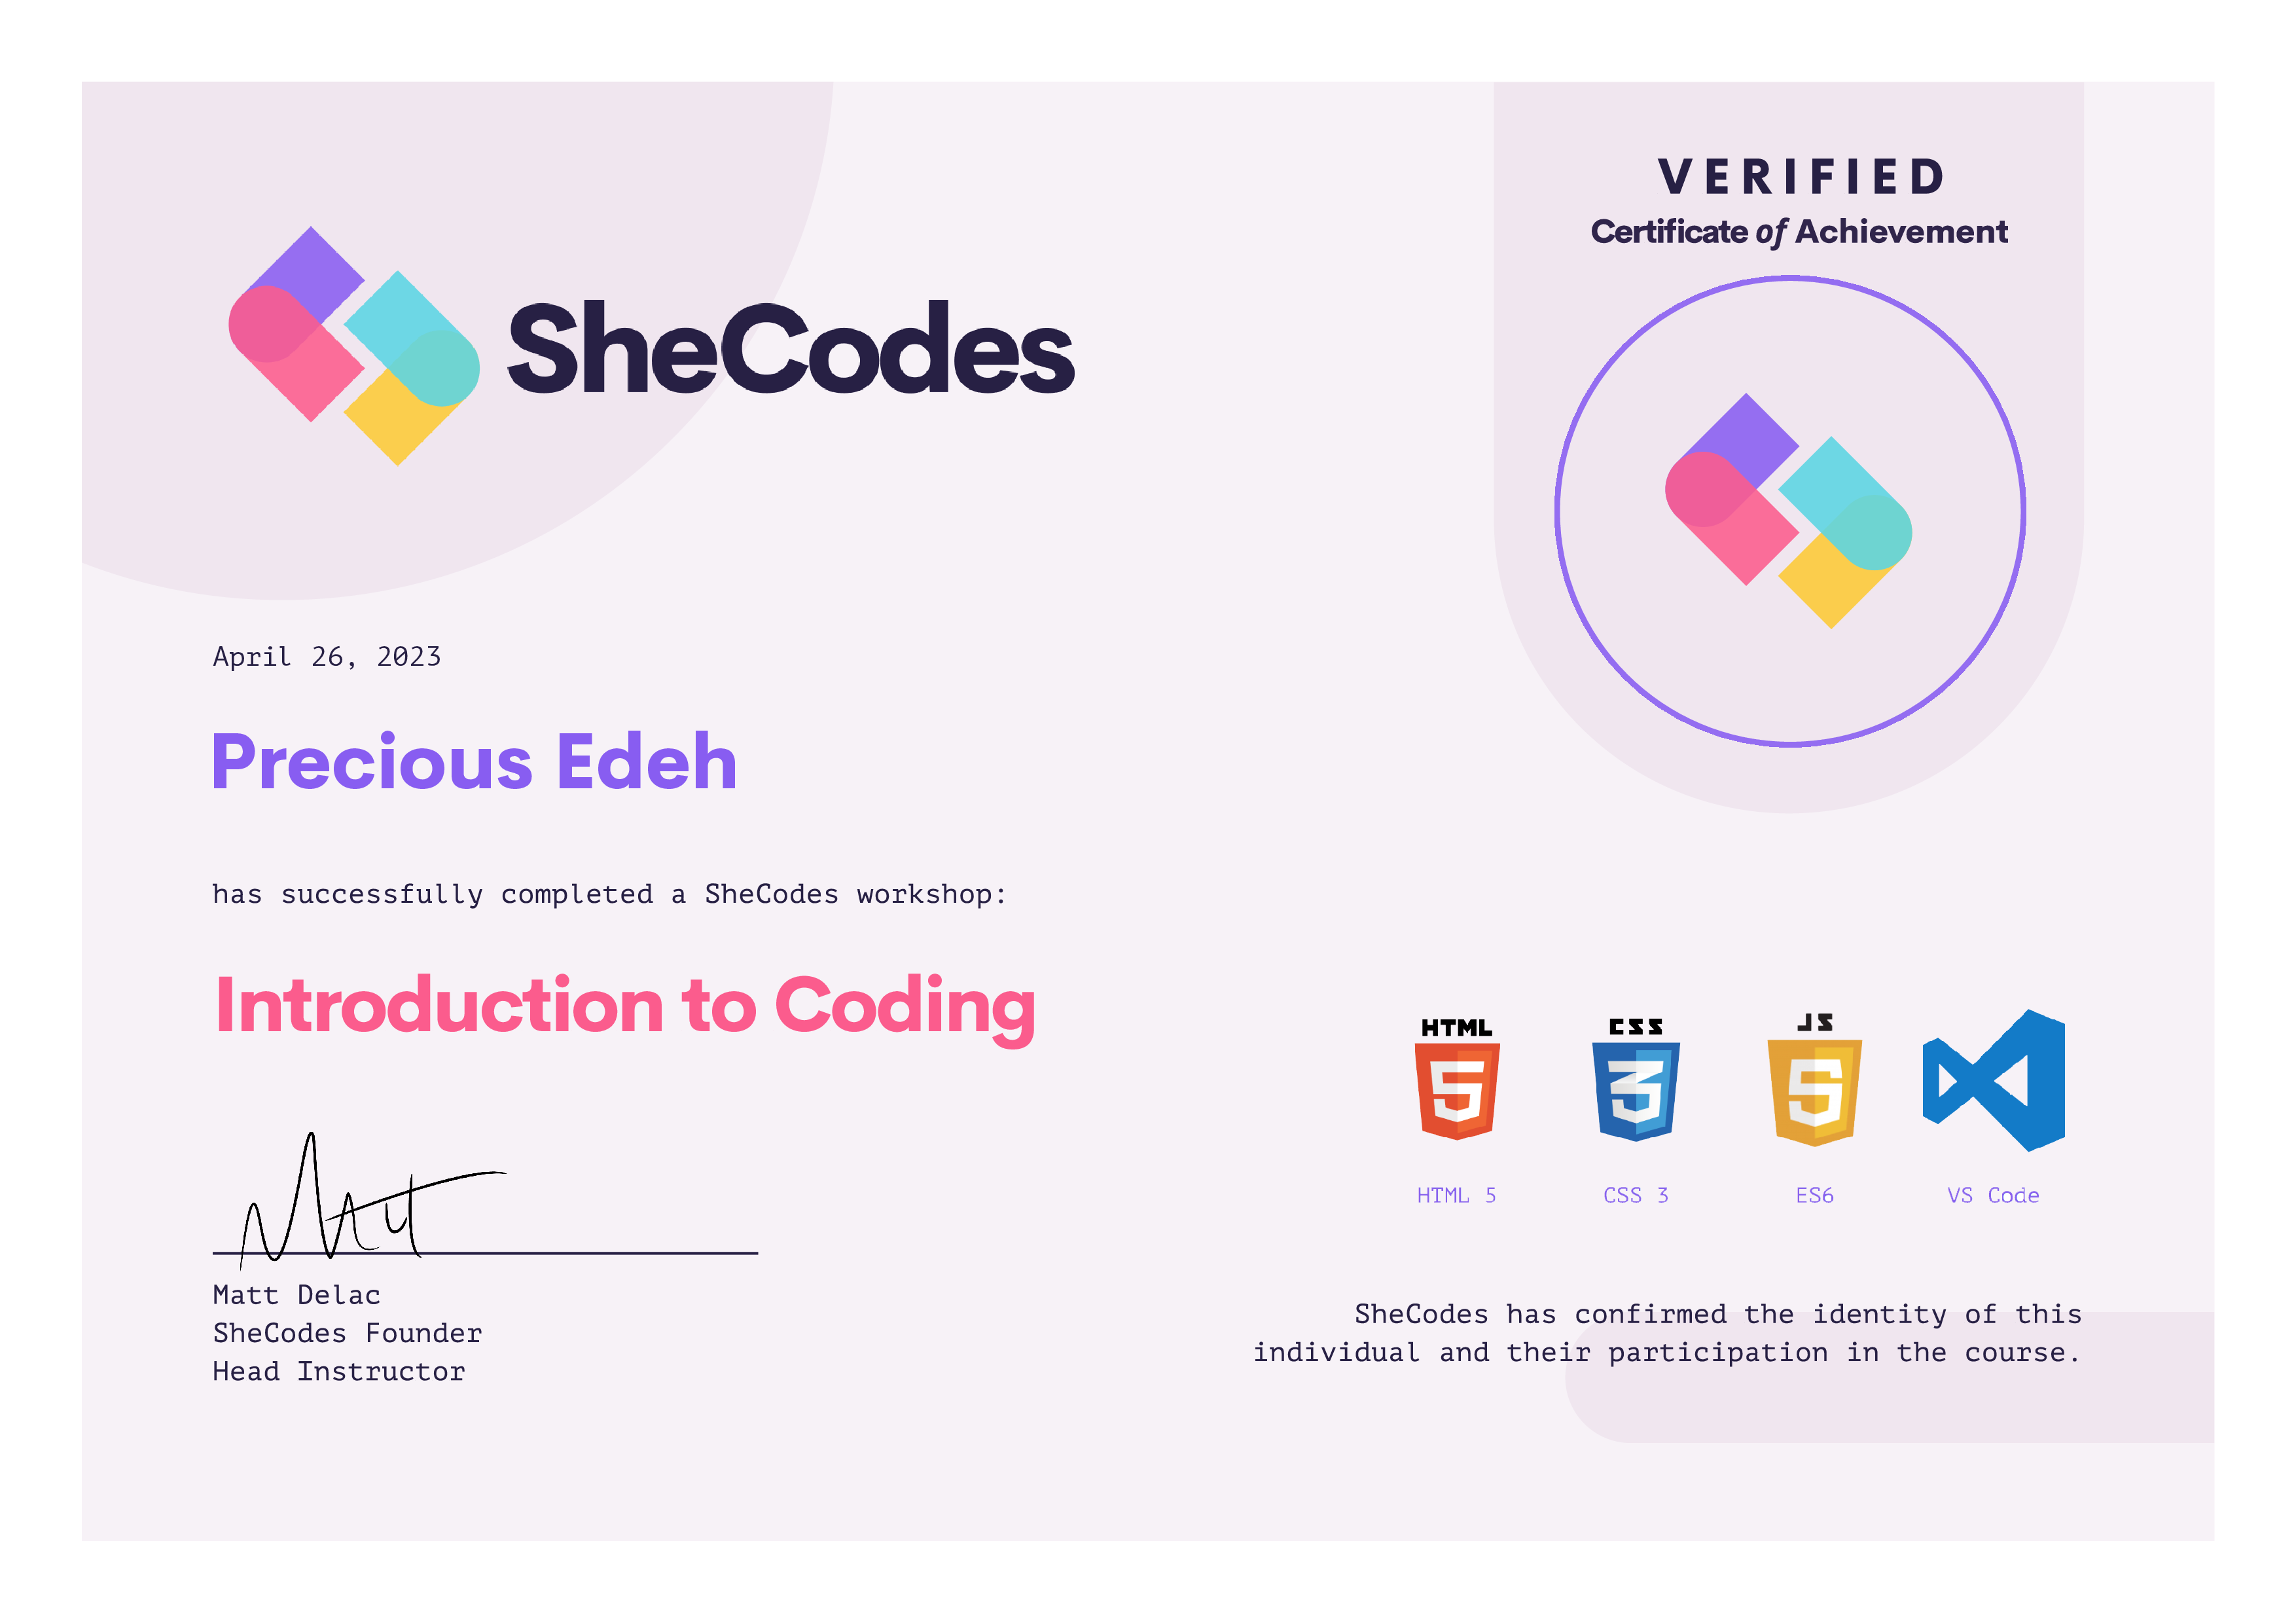 VERIFIED
Certificate of Achievement
SheCodes
April 26, 2023
Precious Edeh
has successfully completed a SheCodes workshop:
Introduction to Coding
HTML
CSS
JS
HTML 5
CSS 3
ES6
VS Code
Matt
Matt Delac
SheCodes Founder
Head Instructor
SheCodes has confirmed the identity of this
individual and their participation in the course.